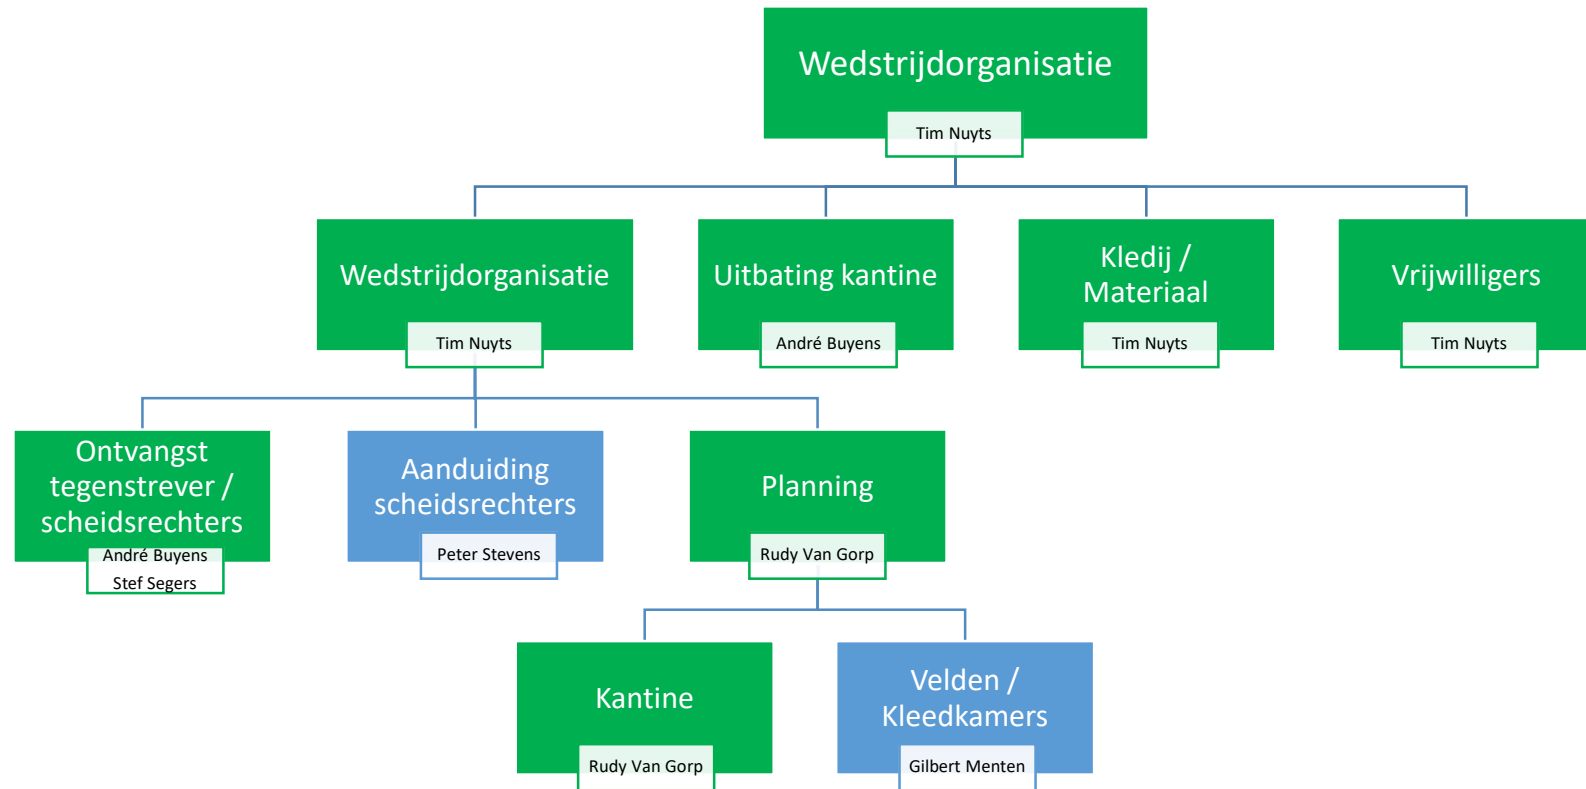 Wedstrijdorganisatie
Tim Nuyts
Wedstrijdorganisatie
Tim Nuyts
Uitbating kantine
André Buyens
Kledij /
Materiaal
Tim Nuyts
Vrijwilligers
Tim Nuyts
Ontvangst
tegenstrever /
scheidsrechters
André Buyens
Stef Segers
Aanduiding
scheidsrechters
Peter Stevens
Planning
Rudy Van Gorp
Kantine
Rudy Van Gorp
Velden /
Kleedkamers
Gilbert Menten